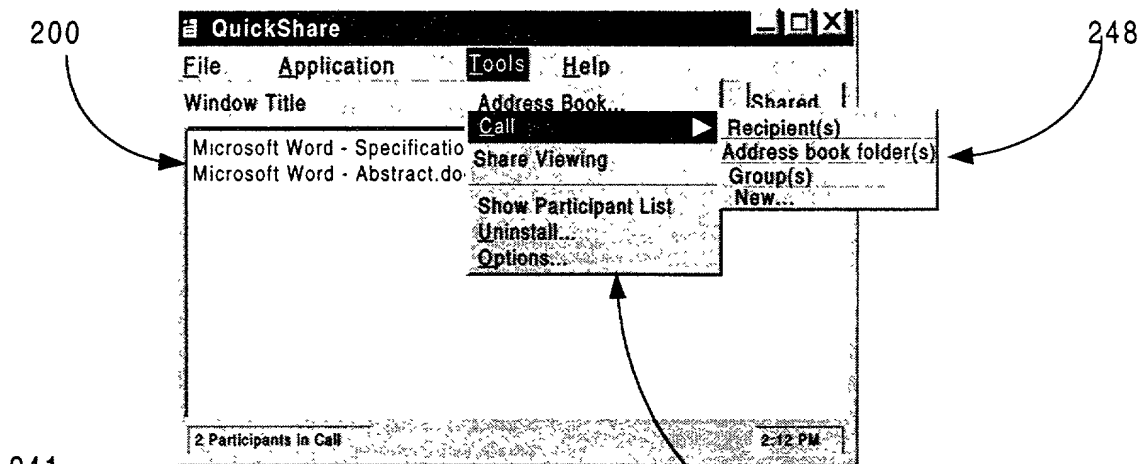 200
248
QuickShare
File Application Tools Help
Window Title Address Book... Shared
Call Recipient(s)
Microsoft Word - Specificatio Share Viewing Address book folder(s)
Microsoft Word - Abstract.do Group(s)
Show Participant List New...
Uninstall...
Options...
2 Participants in Call 2:12 PM
241